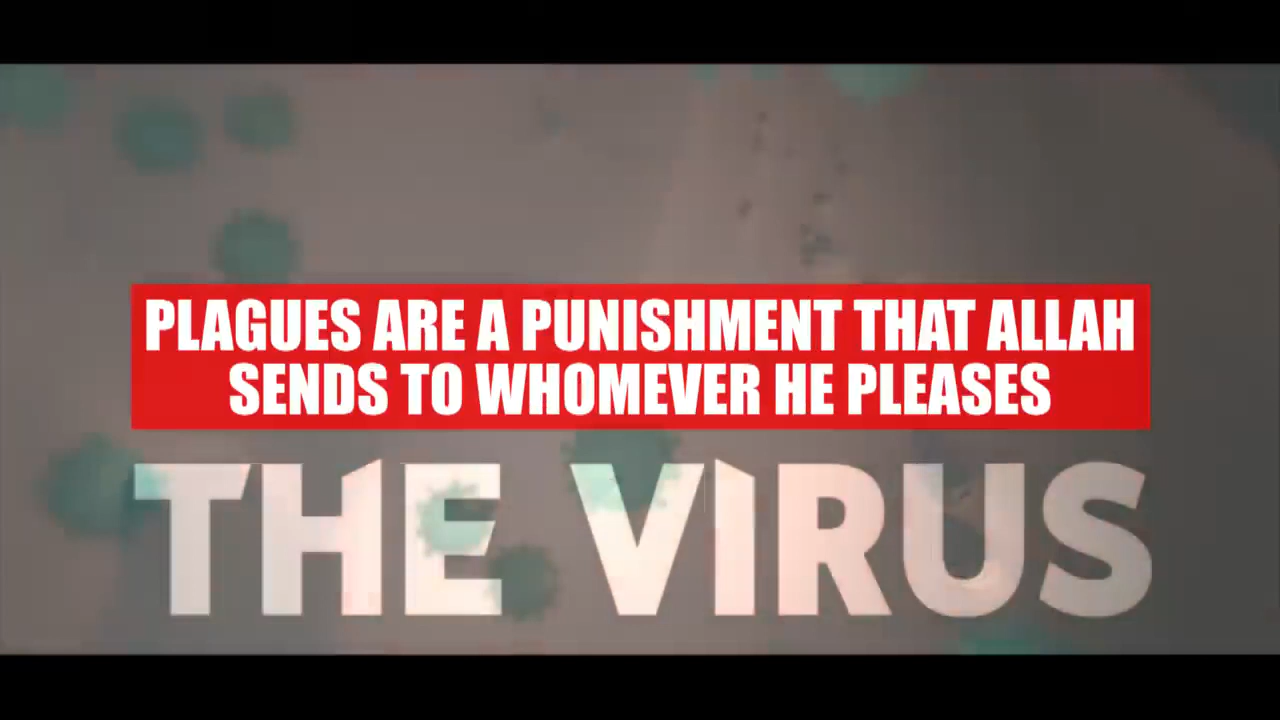 PLAGUES ARE A PUNISHMENT THAT ALLAH
SENDS TO WHOMEVER HE PLEASES
THE VIRUS